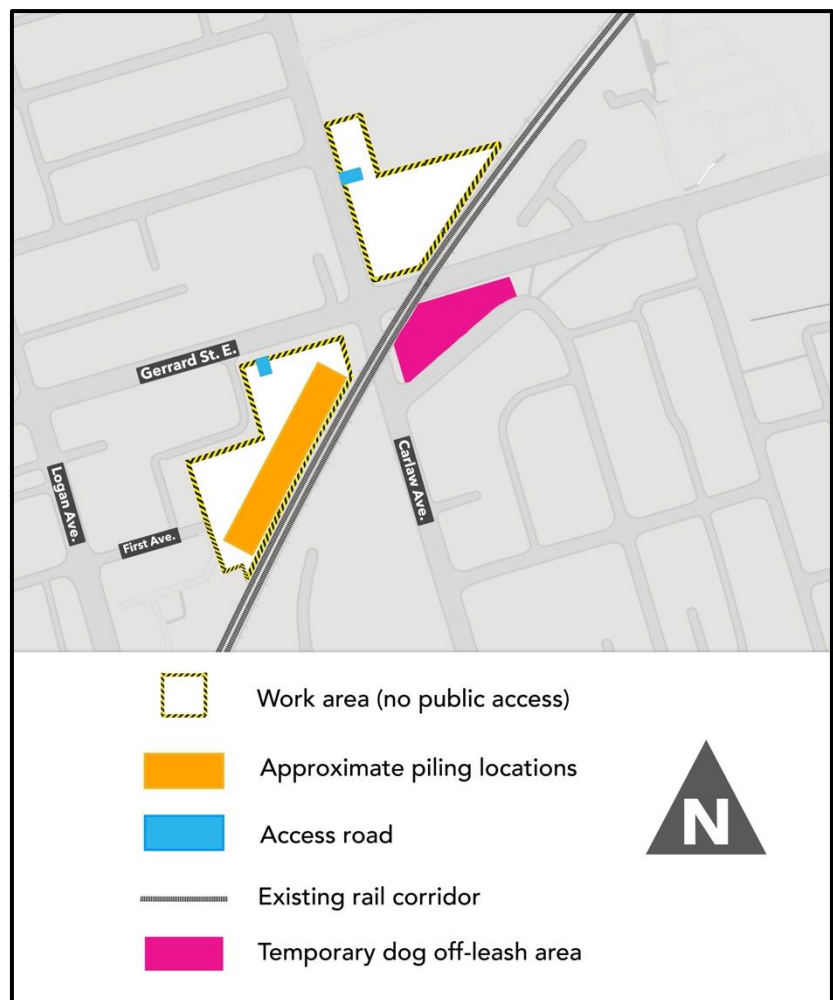 Gerrard St. E.
Logan Ave.
First Ave.
Carlaw Ave.
Work area (no public access)
Approximate piling locations
Access road
Existing rail corridor
Temporary dog off-leash area
N